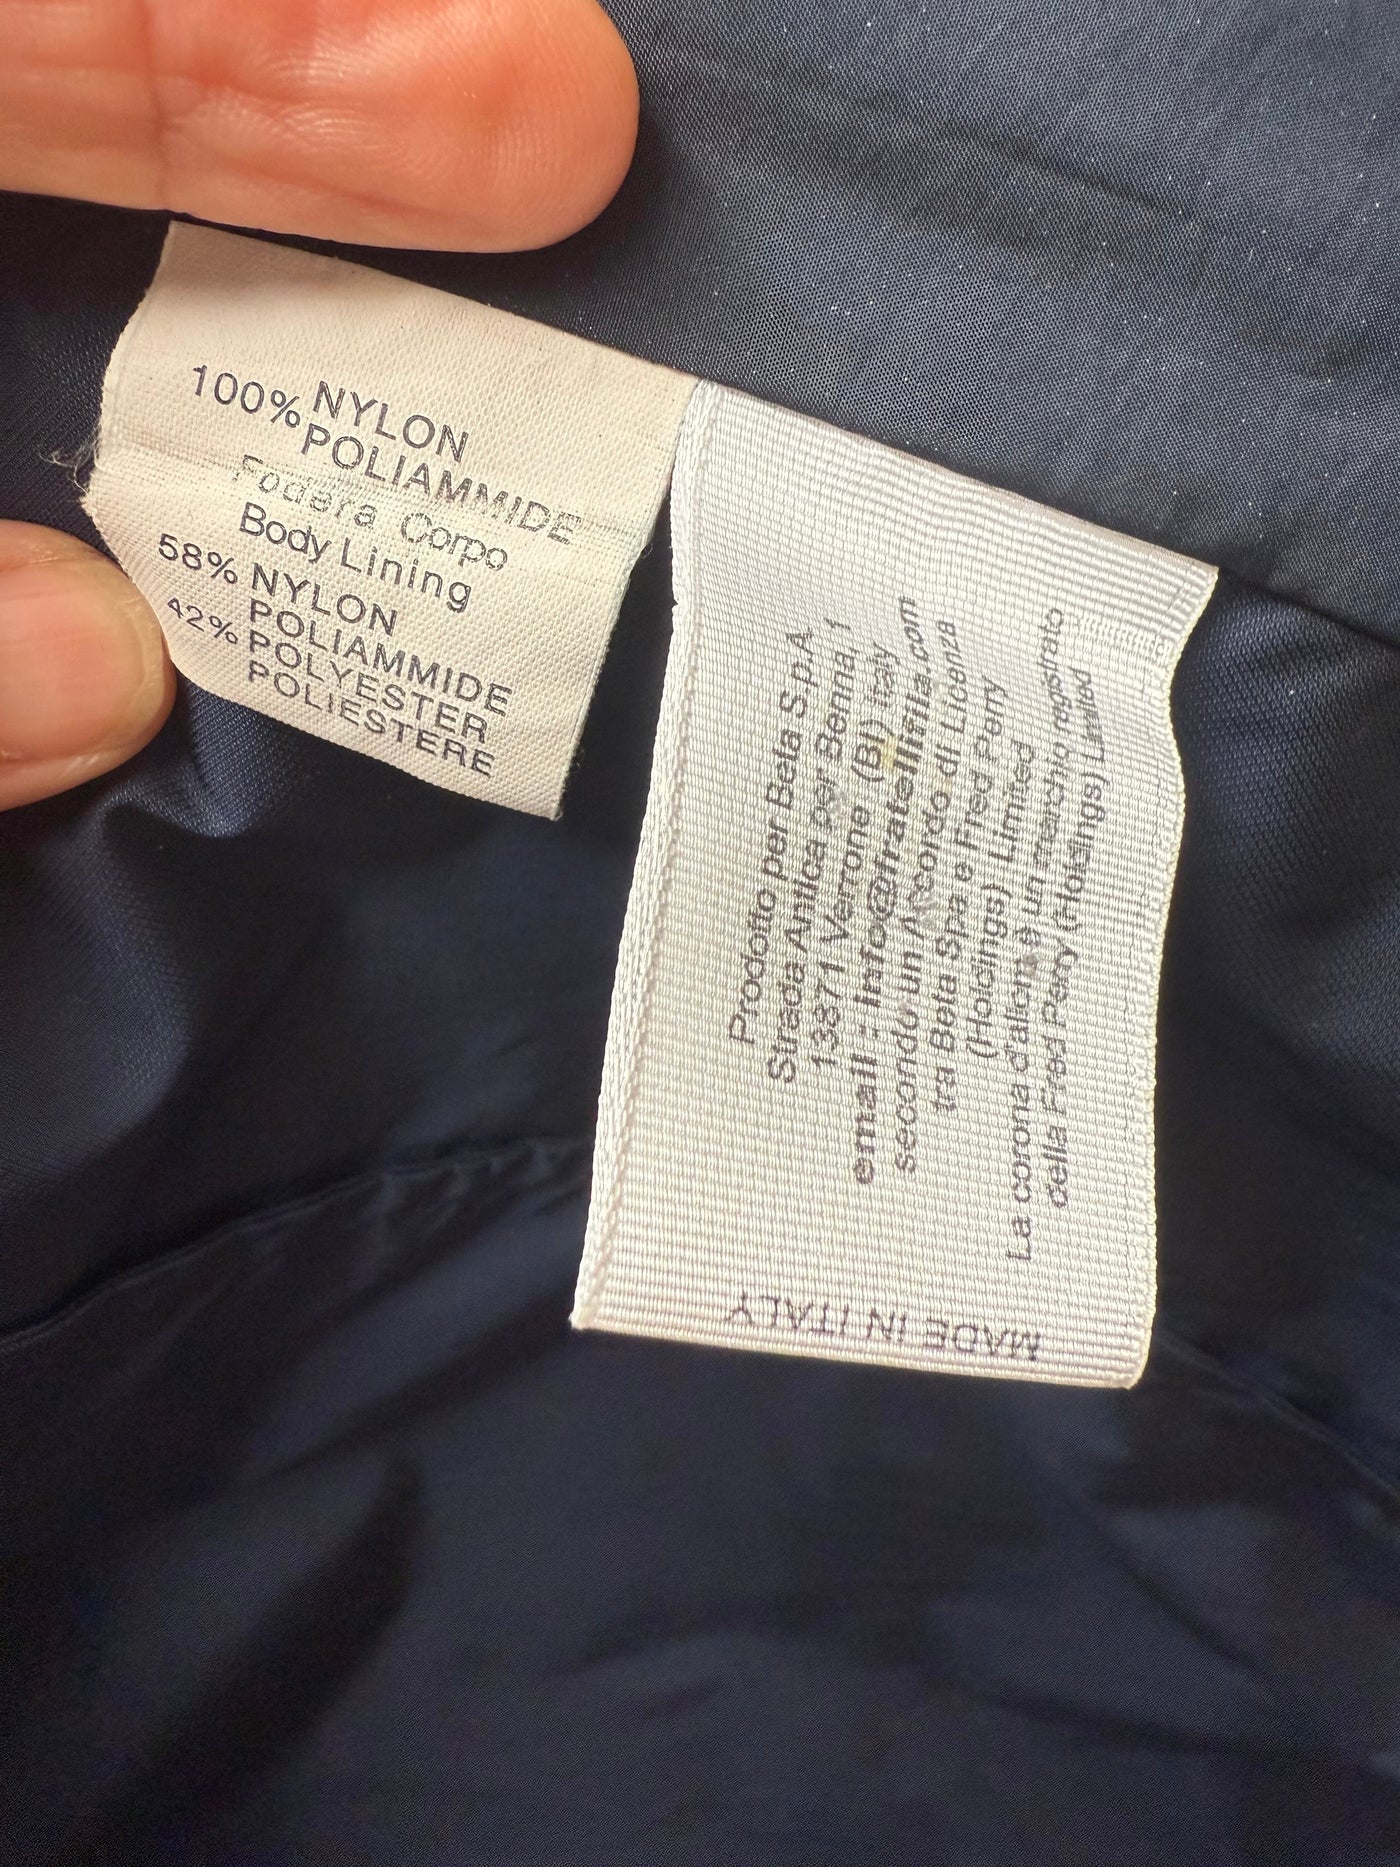 100% NYLON
POLIAMMIDE
Fodera Corpo
Body Lining
58% NYLON
POLIAMMIDE
42% POLYESTER
POLIESTERE
Prodotto per Beta S.p.A.
Strada Antica per Benna, 1
13871 Verrone (BI) Italy
email : info@fratellifila.com
secondo un Accordo di Licenza
tra Beta Spa e Fred Perry
(Holdings) Limited
La corona d'alloro è un marchio registrato
della Fred Perry (Holdings) Limited
MADE IN ITALY